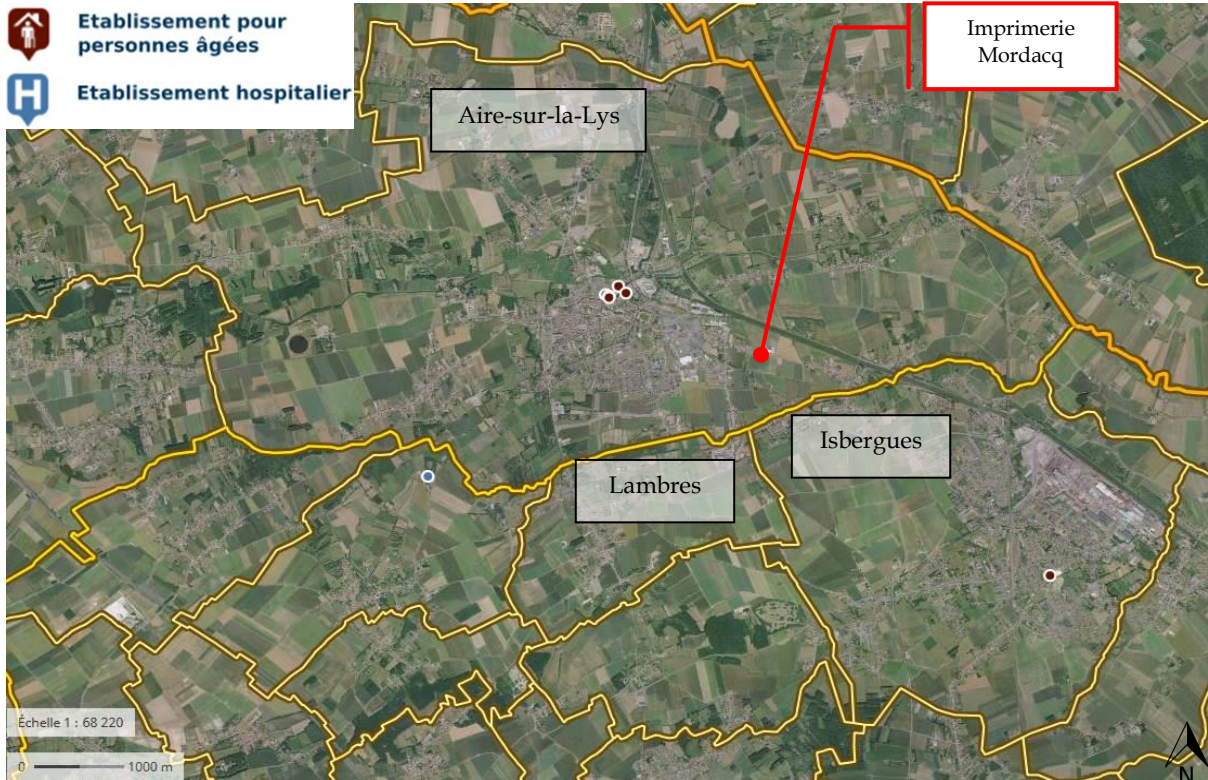 Etablissement pour
personnes âgées
Etablissement hospitalier
Imprimerie
Mordacq
Aire-sur-la-Lys
Isbergues
Lambres
Échelle 1 : 68 220
0 1000 m
N